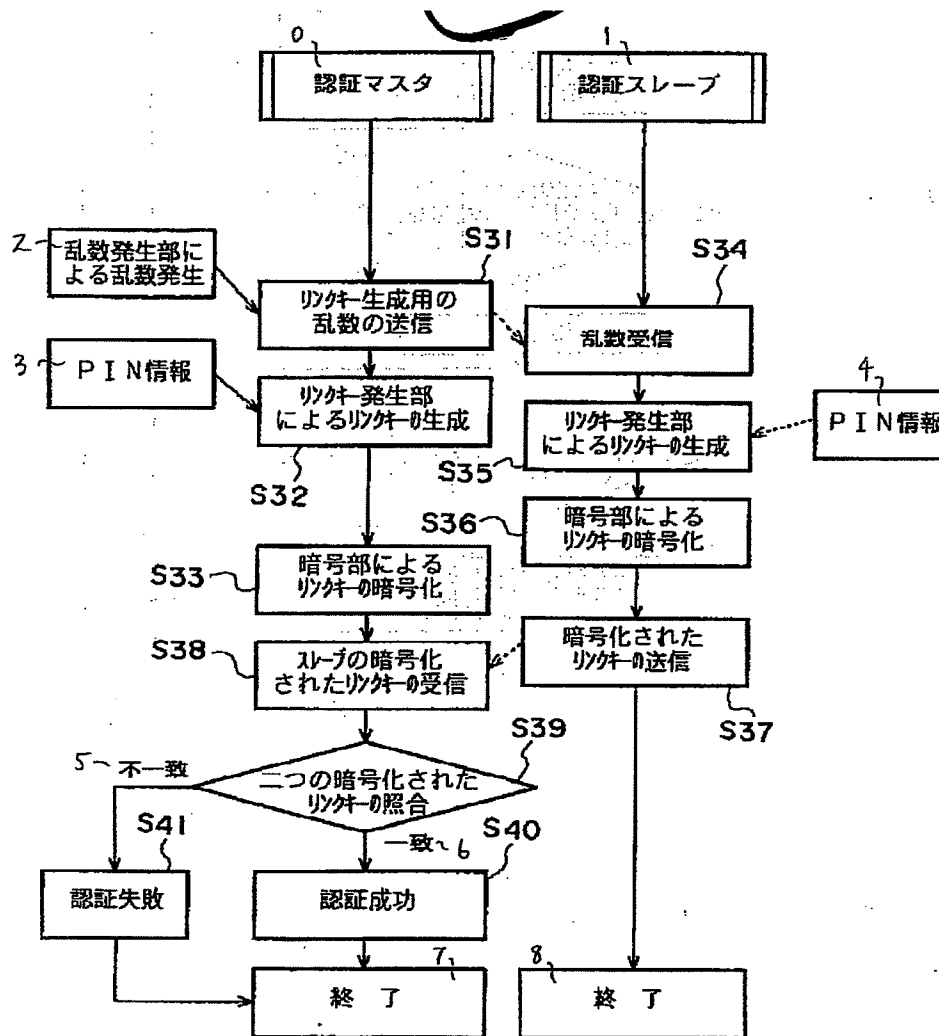 0
1
認証マスタ
認証スレーブ
2
乱数発生部に
よる乱数発生
S31
S34
リンクキー生成用の
乱数の送信
乱数受信
3
PIN情報
4
PIN情報
リンクキー発生部
によるリンクキーの生成
S32
リンクキー発生部
によるリンクキーの生成
S35
S36
暗号部による
リンクキーの暗号化
S33
暗号部による
リンクキーの暗号化
S38
スレーブの暗号化
されたリンクキーの受信
暗号化された
リンクキーの送信
S37
S39
5
不一致
二つの暗号化された
リンクキーの照合
S41
一致
6
S40
認証失敗
認証成功
7
終了
8
終了